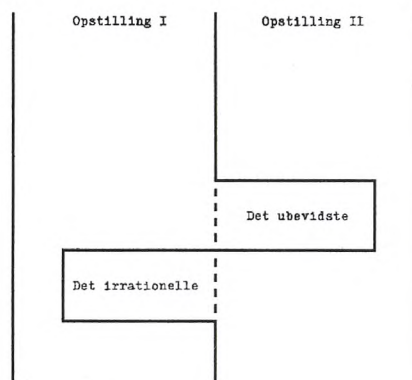 Opstilling I
Opstilling II
Det ubevidste
Det irrationelle